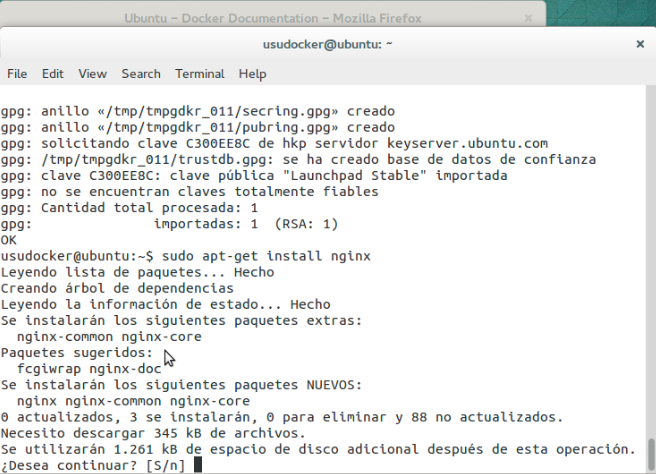 Ubuntu - Docker Documentation - Mozilla Firefox
usudocker@ubuntu: ~
File Edit View Search Terminal Help
gpg: anillo «/tmp/tmpgdkr_011/secring.gpg» creado
gpg: anillo «/tmp/tmpgdkr_011/pubring.gpg» creado
gpg: solicitando clave C300EE8C de hkp servidor keyserver.ubuntu.com
gpg: /tmp/tmpgdkr_011/trustdb.gpg: se ha creado base de datos de confianza
gpg: clave C300EE8C: clave pública "Launchpad Stable" importada
gpg: no se encuentran claves totalmente fiables
gpg: Cantidad total procesada: 1
gpg:               importadas: 1  (RSA: 1)
OK
usudocker@ubuntu:~$ sudo apt-get install nginx
Leyendo lista de paquetes... Hecho
Creando árbol de dependencias
Leyendo la información de estado... Hecho
Se instalarán los siguientes paquetes extras:
  nginx-common nginx-core
Paquetes sugeridos:
  fcgiwrap nginx-doc
Se instalarán los siguientes paquetes NUEVOS:
  nginx nginx-common nginx-core
0 actualizados, 3 se instalarán, 0 para eliminar y 88 no actualizados.
Necesito descargar 345 kB de archivos.
Se utilizarán 1.261 kB de espacio de disco adicional después de esta operación.
¿Desea continuar? [S/n]